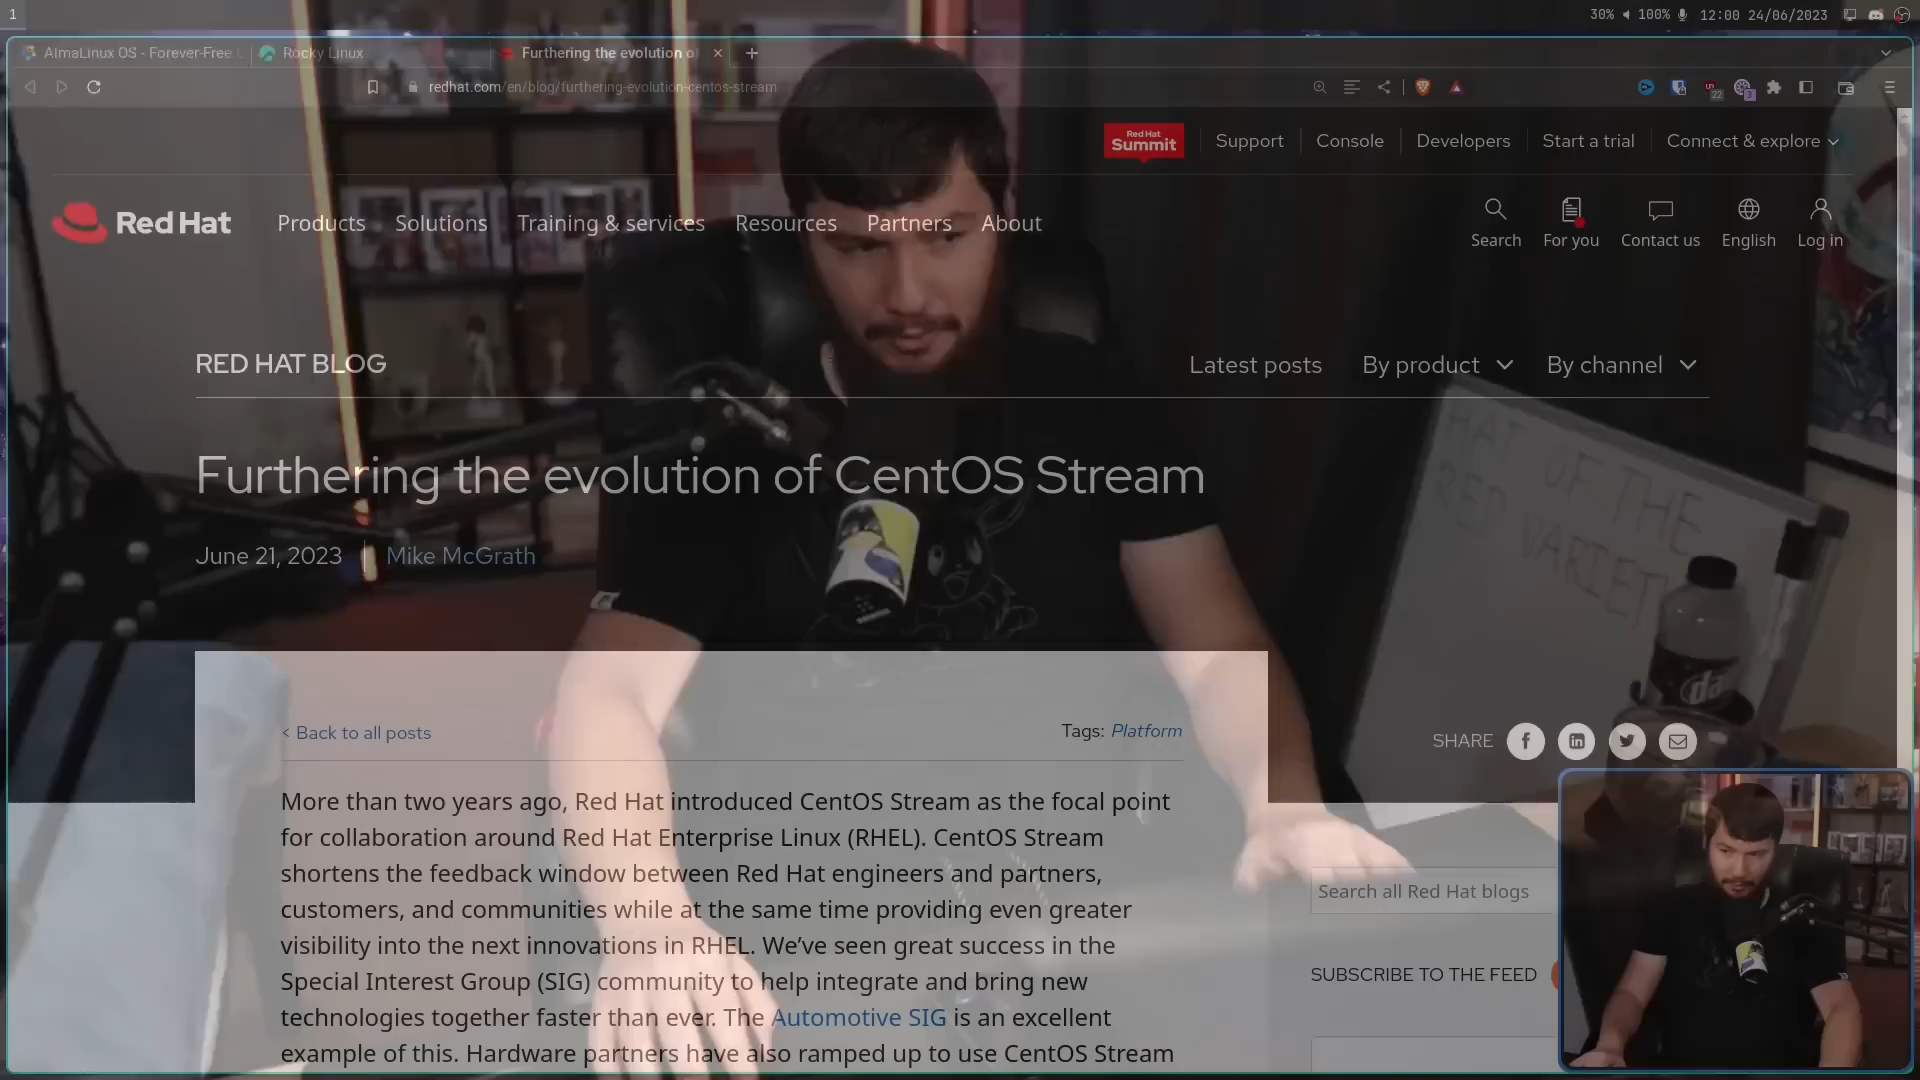 1
30% 100% 12:00 24/06/2023
AlmaLinux OS - Forever-Free
Rocky Linux
Furthering the evolution o
redhat.com/en/blog/furthering-evolution-centos-stream
22
3
Red Hat
Summit
Support
Console
Developers
Start a trial
Connect & explore
Red Hat
Products
Solutions
Training & services
Resources
Partners
About
Search
For you
Contact us
English
Log in
RED HAT BLOG
Latest posts
By product
By channel
HAT OF THE
RED VARIETY
Furthering the evolution of CentOS Stream
June 21, 2023 | Mike McGrath
< Back to all posts
Tags: Platform
SHARE
More than two years ago, Red Hat introduced CentOS Stream as the focal point
for collaboration around Red Hat Enterprise Linux (RHEL). CentOS Stream
shortens the feedback window between Red Hat engineers and partners,
customers, and communities while at the same time providing even greater
visibility into the next innovations in RHEL. We’ve seen great success in the
Special Interest Group (SIG) community to help integrate and bring new
technologies together faster than ever. The Automotive SIG is an excellent
example of this. Hardware partners have also ramped up to use CentOS Stream
Search all Red Hat blogs
SUBSCRIBE TO THE FEED